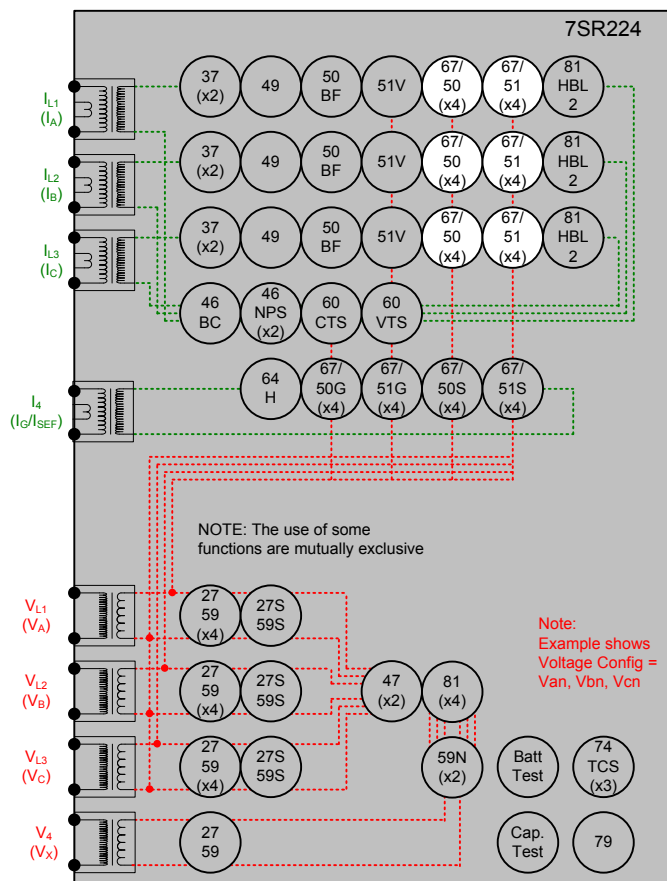 7SR224
IL1
(IA)
37
(x2)
49
50
BF
51V
67/
50
(x4)
67/
51
(x4)
81
HBL
2
IL2
(IB)
37
(x2)
49
50
BF
51V
67/
50
(x4)
67/
51
(x4)
81
HBL
2
IL3
(IC)
37
(x2)
49
50
BF
51V
67/
50
(x4)
67/
51
(x4)
81
HBL
2
46
BC
46
NPS
(x2)
60
CTS
60
VTS
I4
(IG/ISEF)
64
H
67/
50G
(x4)
67/
51G
(x4)
67/
50S
(x4)
67/
51S
(x4)
NOTE: The use of some
functions are mutually exclusive
VL1
(VA)
27
59
(x4)
27S
59S
Note:
Example shows
Voltage Config =
Van, Vbn, Vcn
VL2
(VB)
27
59
(x4)
27S
59S
47
(x2)
81
(x4)
VL3
(VC)
27
59
(x4)
27S
59S
59N
(x2)
Batt
Test
74
TCS
(x3)
V4
(VX)
27
59
Cap.
Test
79